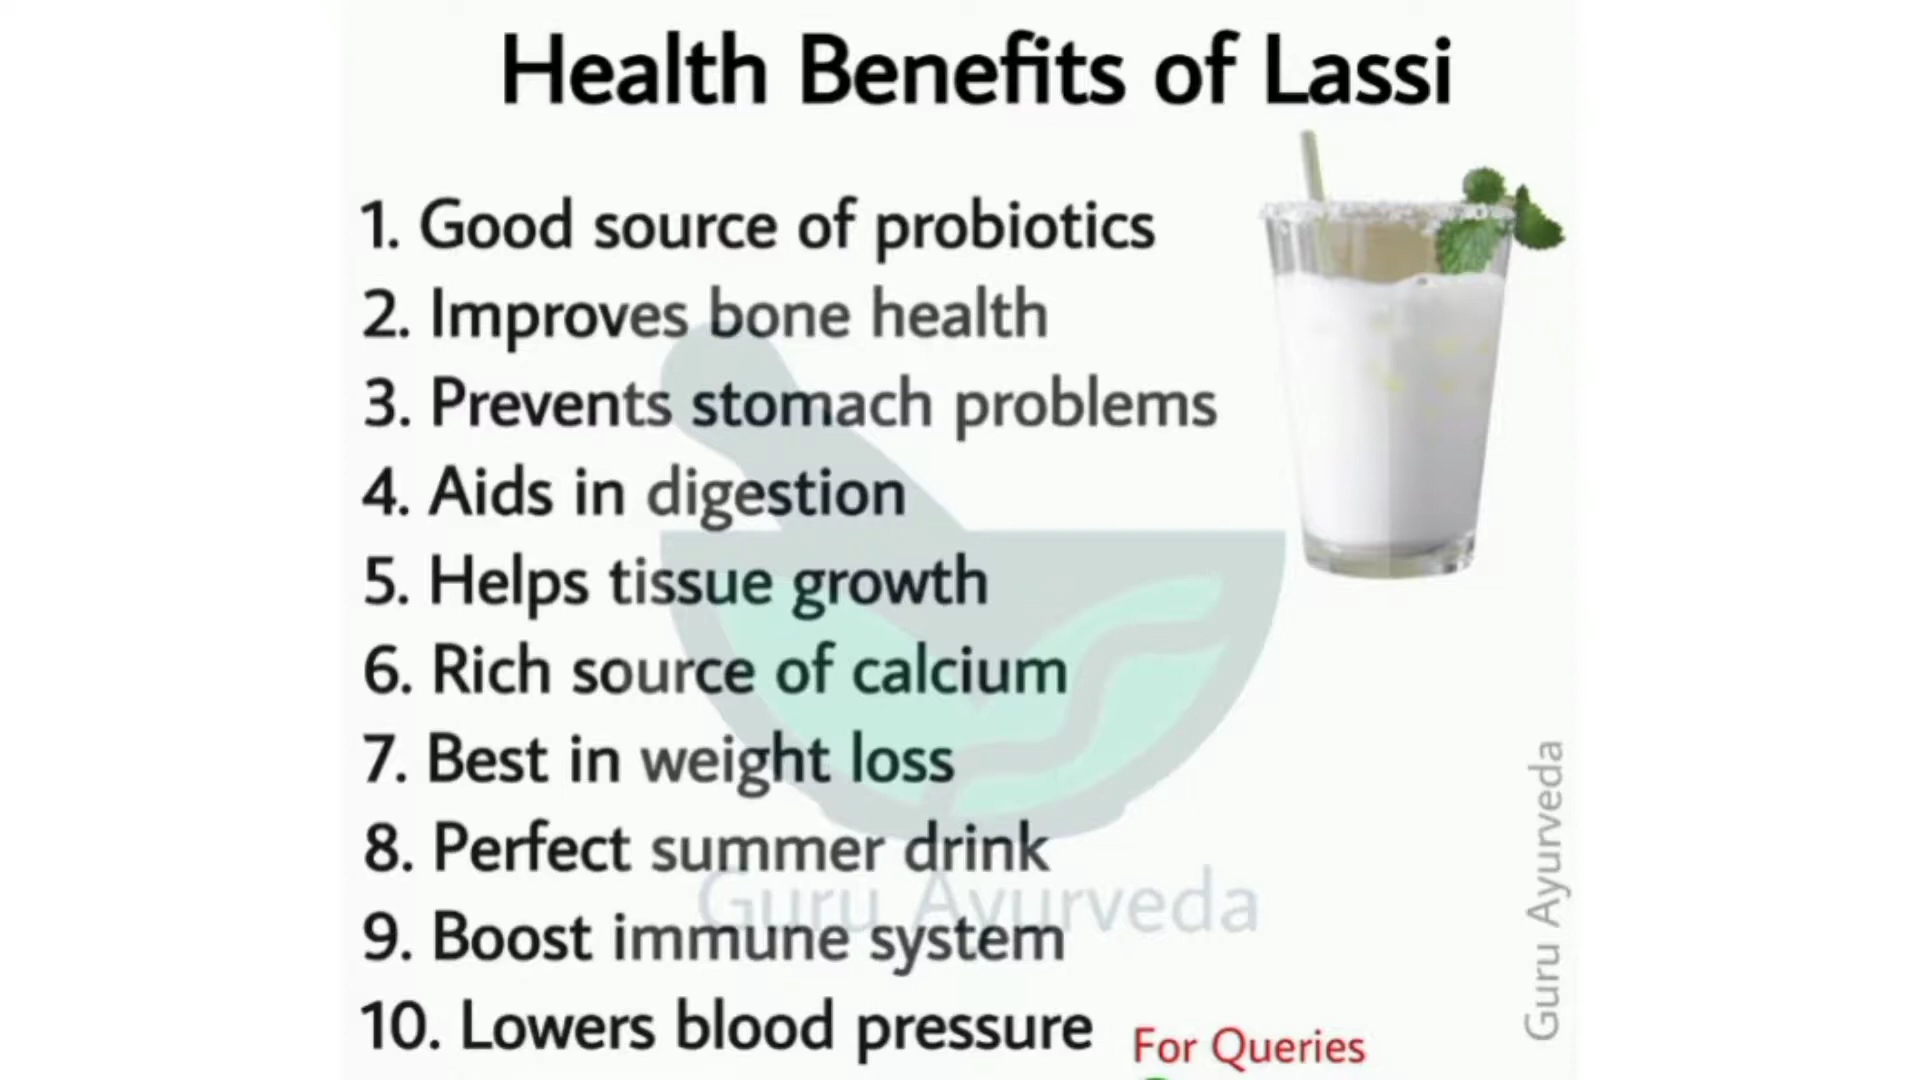 Health Benefits of Lassi
1. Good source of probiotics
2. Improves bone health
3. Prevents stomach problems
4. Aids in digestion
5. Helps tissue growth
6. Rich source of calcium
7. Best in weight loss
8. Perfect summer drink
Guru Ayurveda
9. Boost immune system
10. Lowers blood pressure
For Queries
Guru Ayurveda